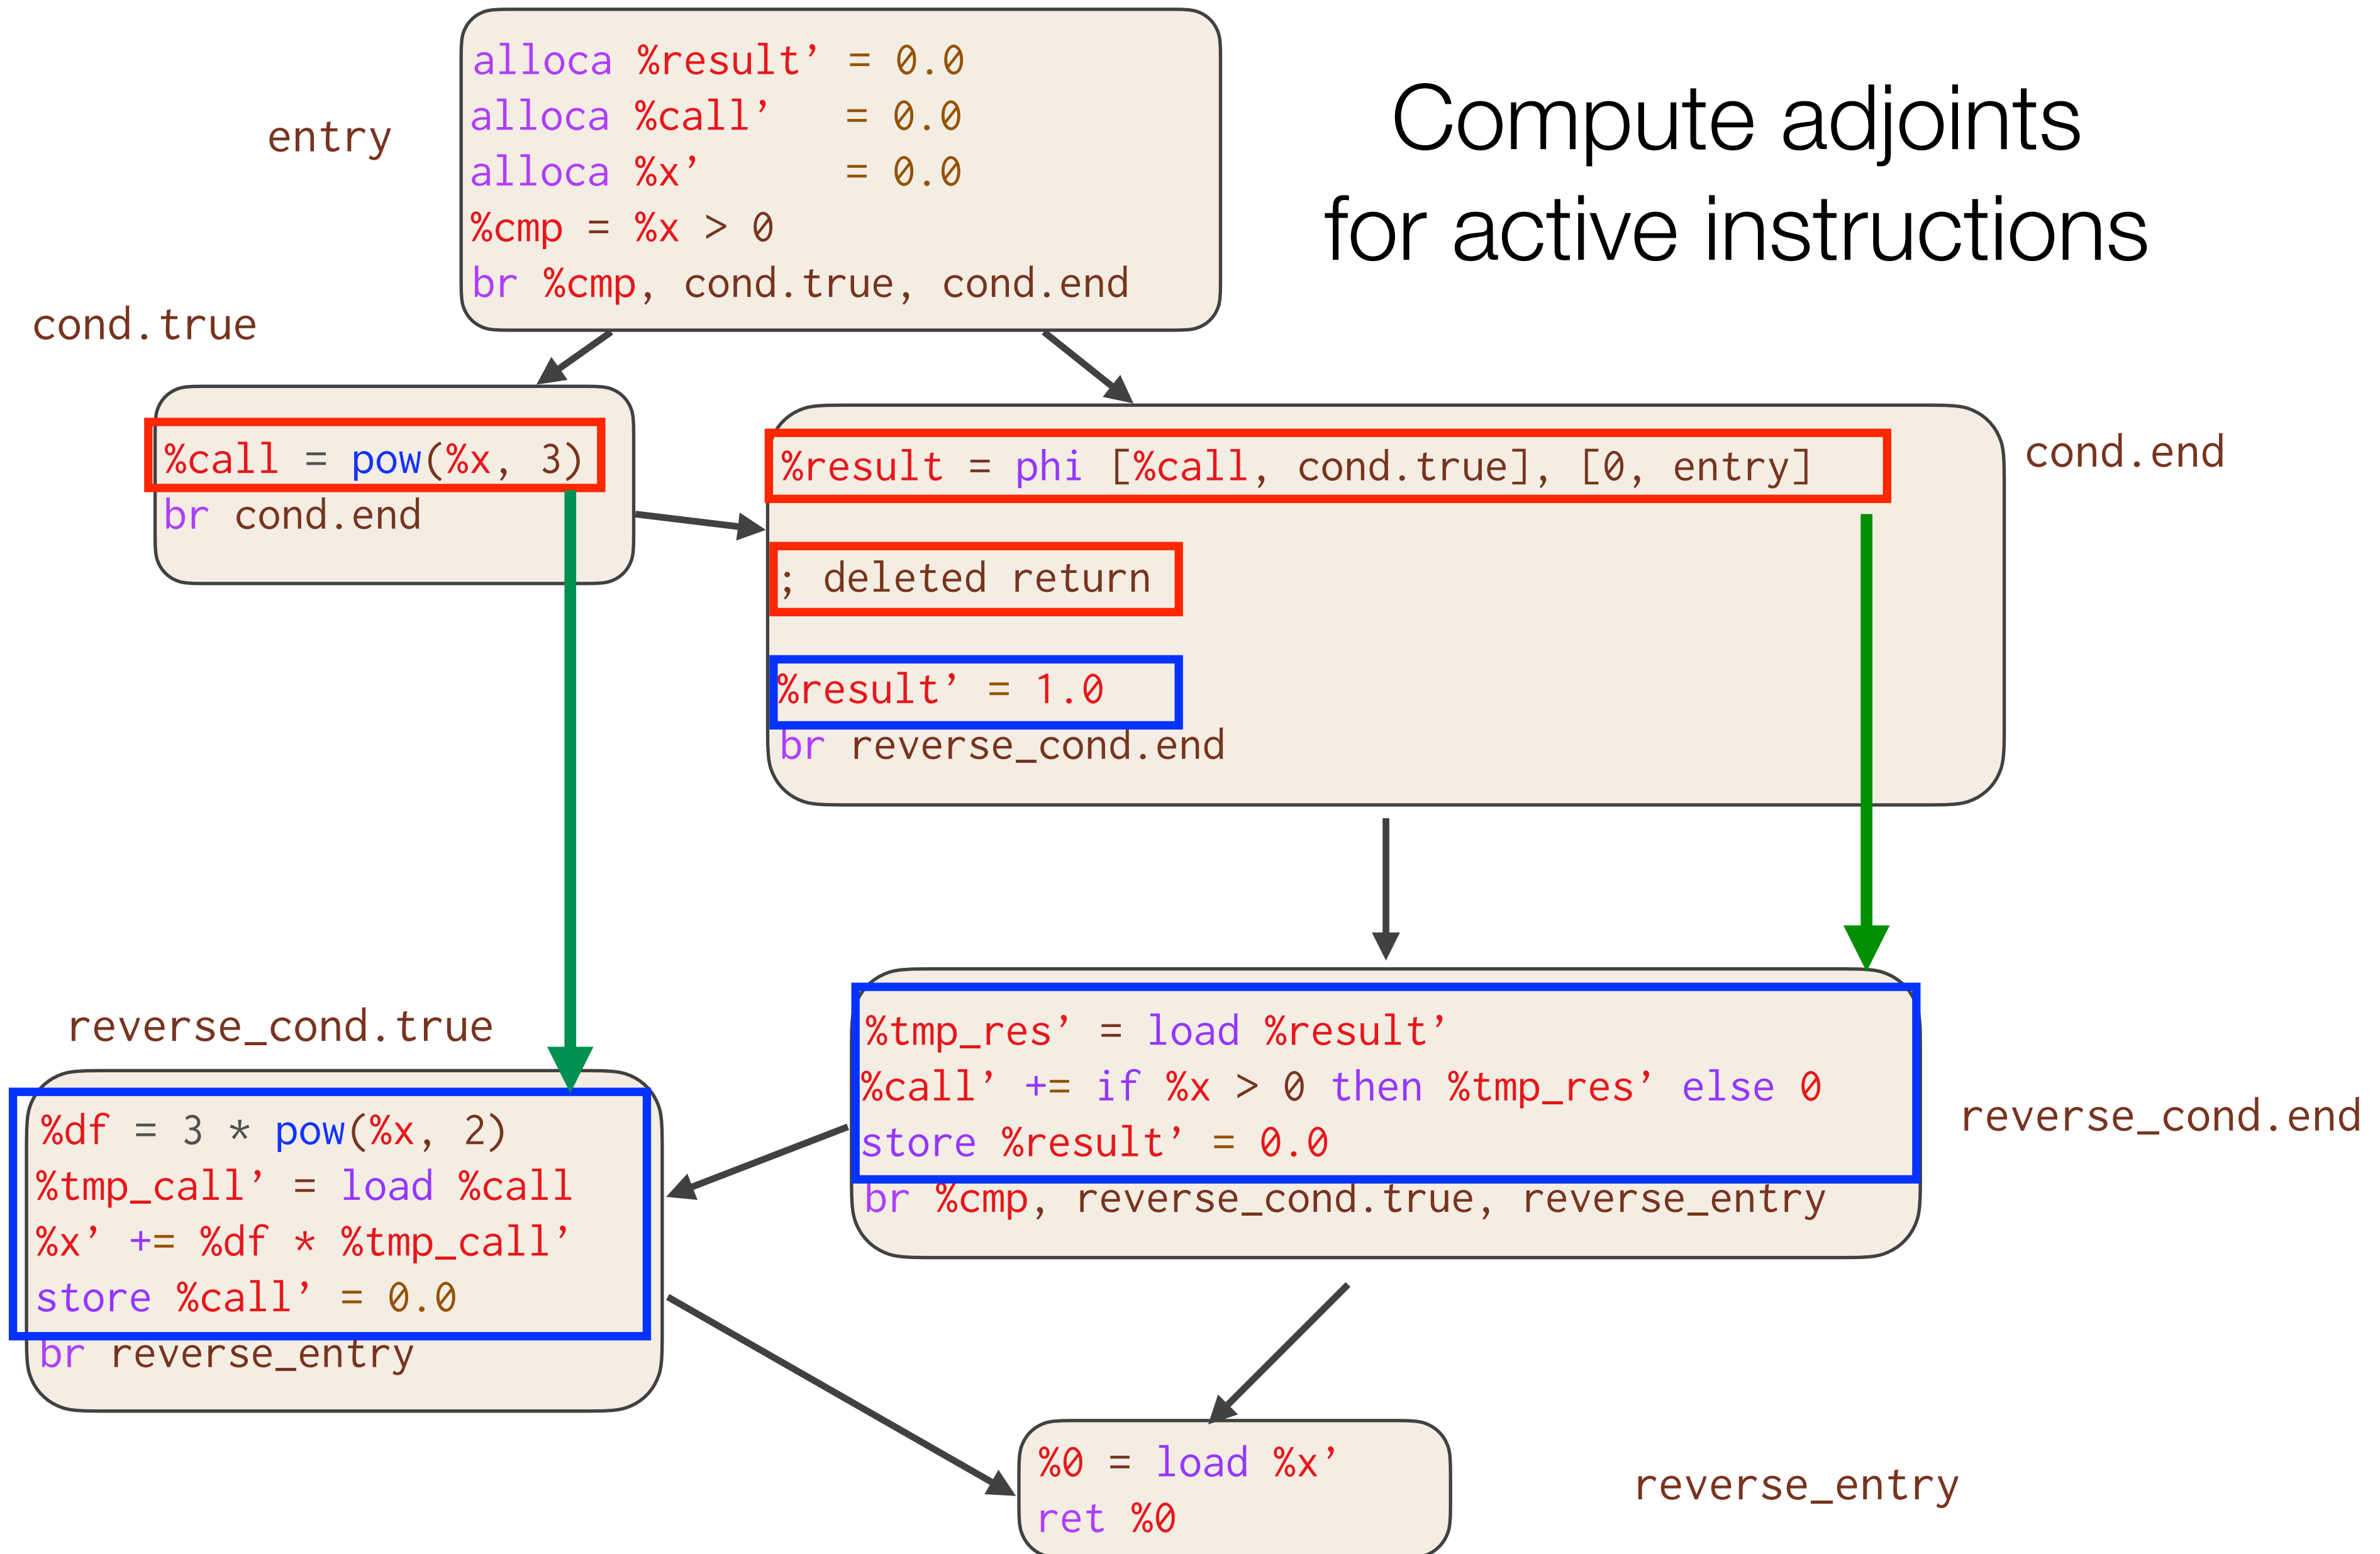 Compute adjoints
for active instructions
entry
alloca %result’ = 0.0
alloca %call’ = 0.0
alloca %x’ = 0.0
%cmp = %x > 0
br %cmp, cond.true, cond.end
cond.true
%call = pow(%x, 3)
br cond.end
cond.end
%result = phi [%call, cond.true], [0, entry]
; deleted return
%result’ = 1.0
br reverse_cond.end
reverse_cond.true
%df = 3 * pow(%x, 2)
%tmp_call’ = load %call
%x’ += %df * %tmp_call’
store %call’ = 0.0
br reverse_entry
reverse_cond.end
%tmp_res’ = load %result’
%call’ += if %x > 0 then %tmp_res’ else 0
store %result’ = 0.0
br %cmp, reverse_cond.true, reverse_entry
reverse_entry
%0 = load %x’
ret %0